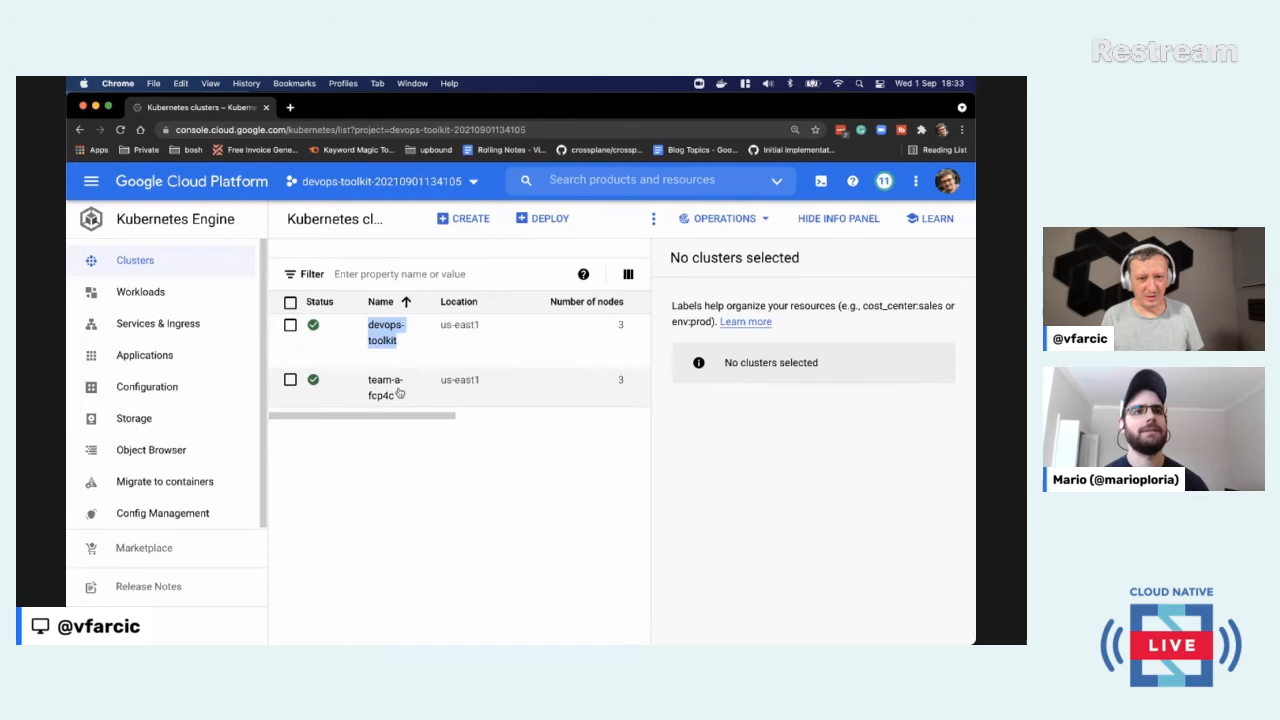 Restream
Chrome File Edit View History Bookmarks Profiles Tab Window Help
Wed 1 Sep 18:33
Kubernetes clusters – Kuberne
console.cloud.google.com/kubernetes/list?project=devops-toolkit-20210901134105
Apps Private bosh Free Invoice Gene... Keyword Magic To... upbound Rolling Notes - Vi... crossplane/crossp... Blog Topics - Goo... Initial implementat... Reading List
Google Cloud Platform devops-toolkit-20210901134105 Search products and resources 11
Kubernetes Engine Kubernetes cl... CREATE DEPLOY OPERATIONS HIDE INFO PANEL LEARN
Clusters
Workloads
Services & Ingress
Applications
Configuration
Storage
Object Browser
Migrate to containers
Config Management
Marketplace
Release Notes
Filter Enter property name or value
Status Name Location Number of nodes
devops-
toolkit
us-east1 3
team-a-
fcp4c
us-east1 3
No clusters selected
Labels help organize your resources (e.g., cost_center:sales or
env:prod). Learn more
No clusters selected
@vfarcic
@vfarcic
Mario (@marioploria)
CLOUD NATIVE
LIVE